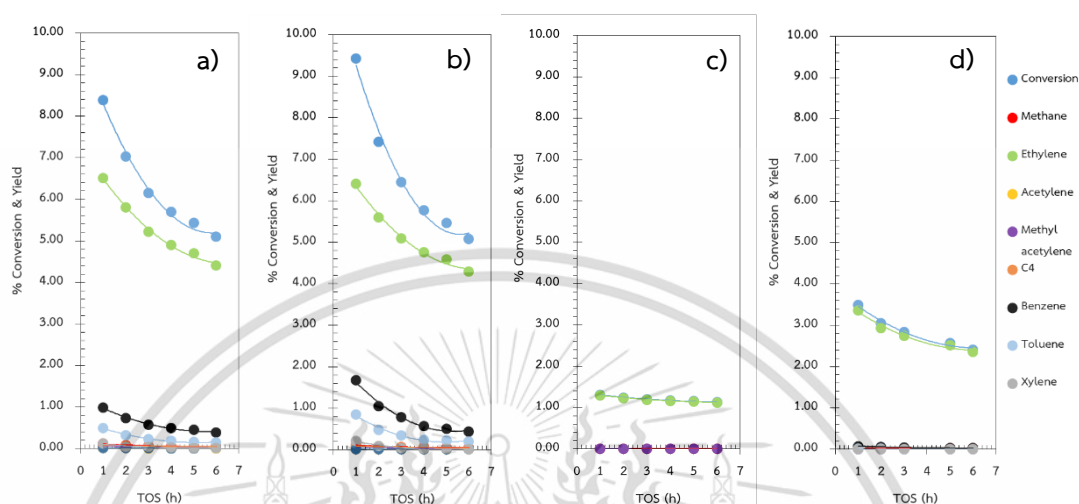 a)
b)
c)
d)
% Conversion & Yield
10.00
9.00
8.00
7.00
6.00
5.00
4.00
3.00
2.00
1.00
0.00
0 1 2 3 4 5 6 7
TOS (h)
% Conversion & Yield
10.00
9.00
8.00
7.00
6.00
5.00
4.00
3.00
2.00
1.00
0.00
0 1 2 3 4 5 6 7
TOS (h)
% Conversion & Yield
10.00
9.00
8.00
7.00
6.00
5.00
4.00
3.00
2.00
1.00
0.00
0 1 2 3 4 5 6 7
TOS (h)
% Conversion & Yield
10.00
9.00
8.00
7.00
6.00
5.00
4.00
3.00
2.00
1.00
0.00
0 1 2 3 4 5 6 7
TOS (h)
Conversion
Methane
Ethylene
Acetylene
Methyl
acetylene
C4
Benzene
Toluene
Xylene